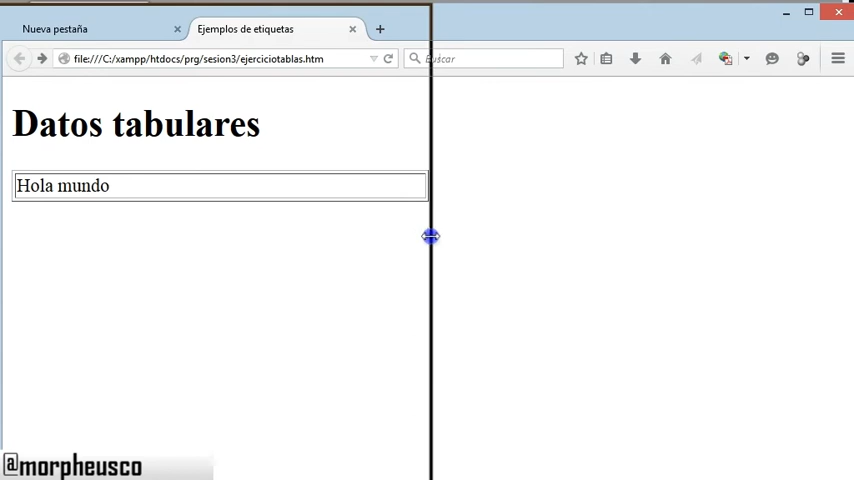 Nueva pestaña
Ejemplos de etiquetas
file:///C:/xampp/htdocs/prg/sesion3/ejerciciotablas.htm
Buscar
Datos tabulares
Hola mundo
@morpheusco